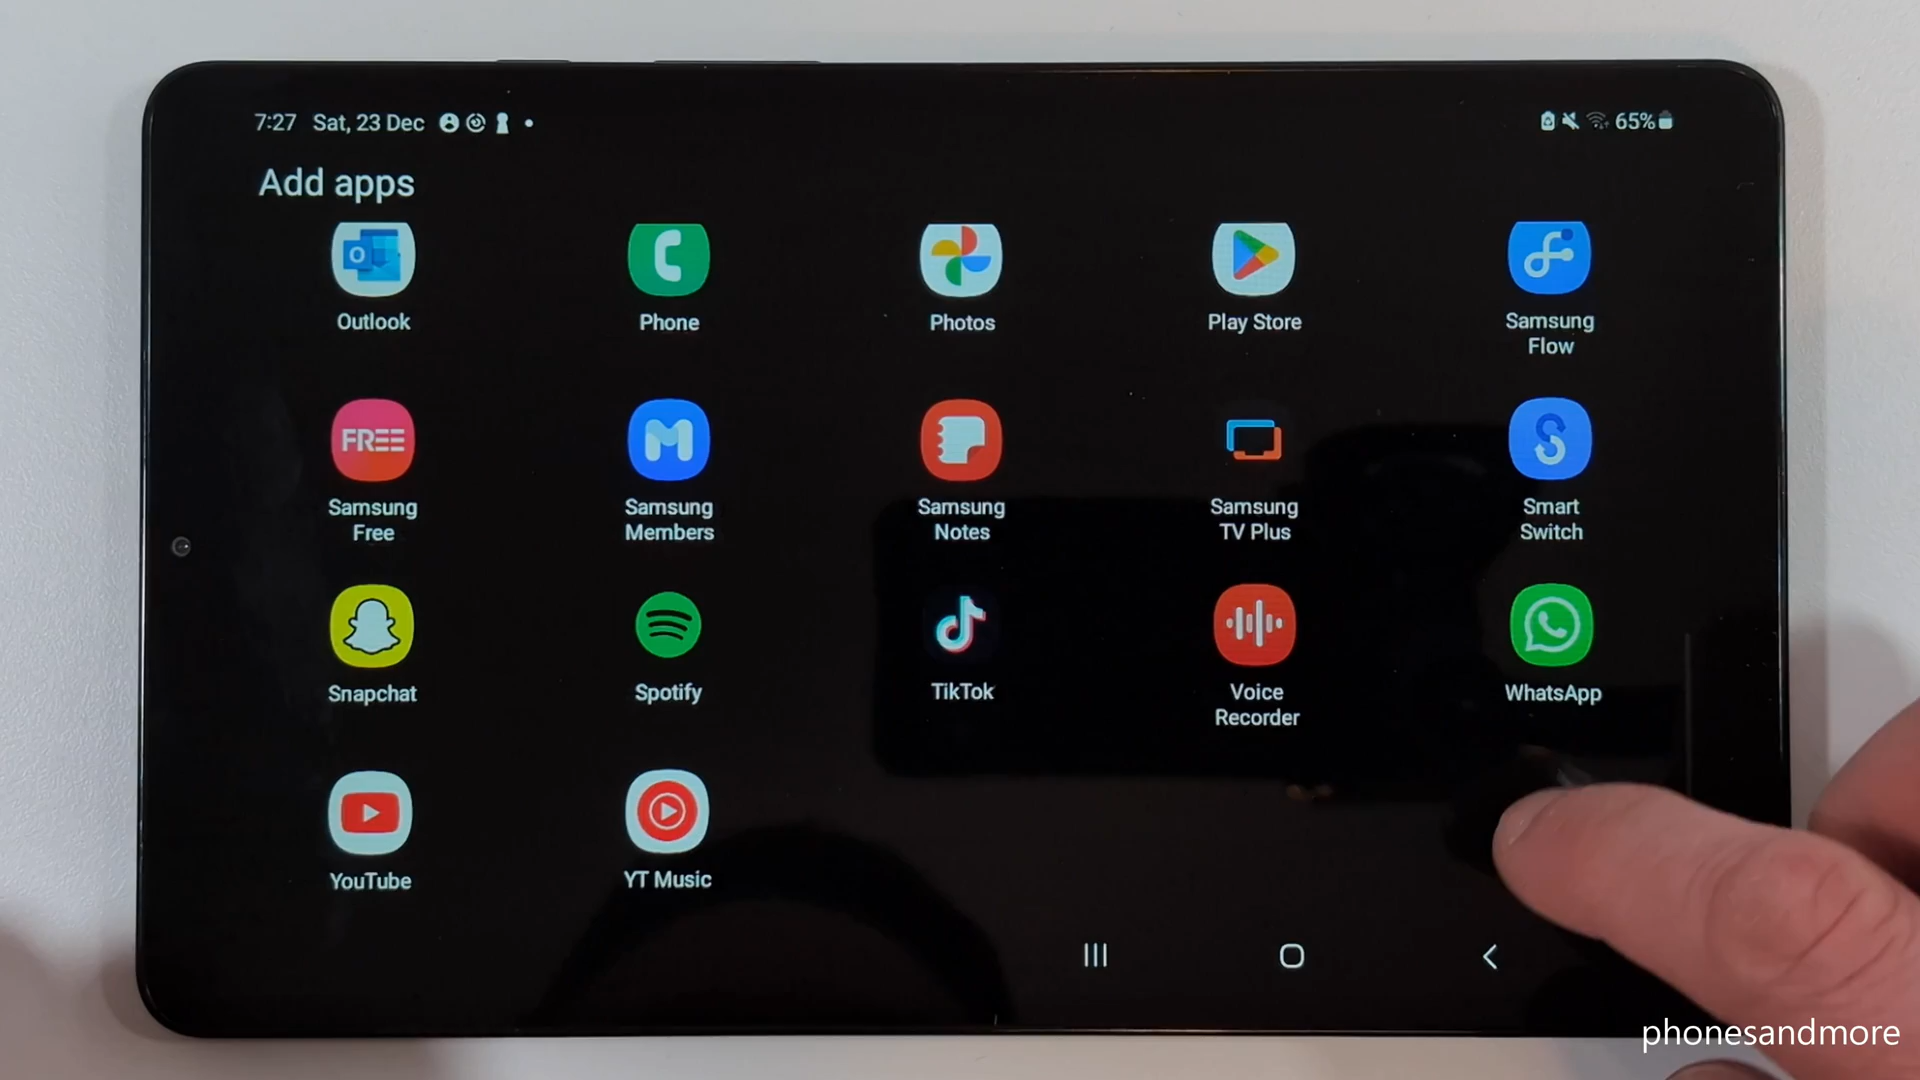 7:27 Sat, 23 Dec
65%
Add apps
Outlook
Phone
Photos
Play Store
Samsung
Flow
FREE
Samsung
Free
Samsung
Members
Samsung
Notes
Samsung
TV Plus
Smart
Switch
Snapchat
Spotify
TikTok
Voice
Recorder
WhatsApp
YouTube
YT Music
phonesandmore